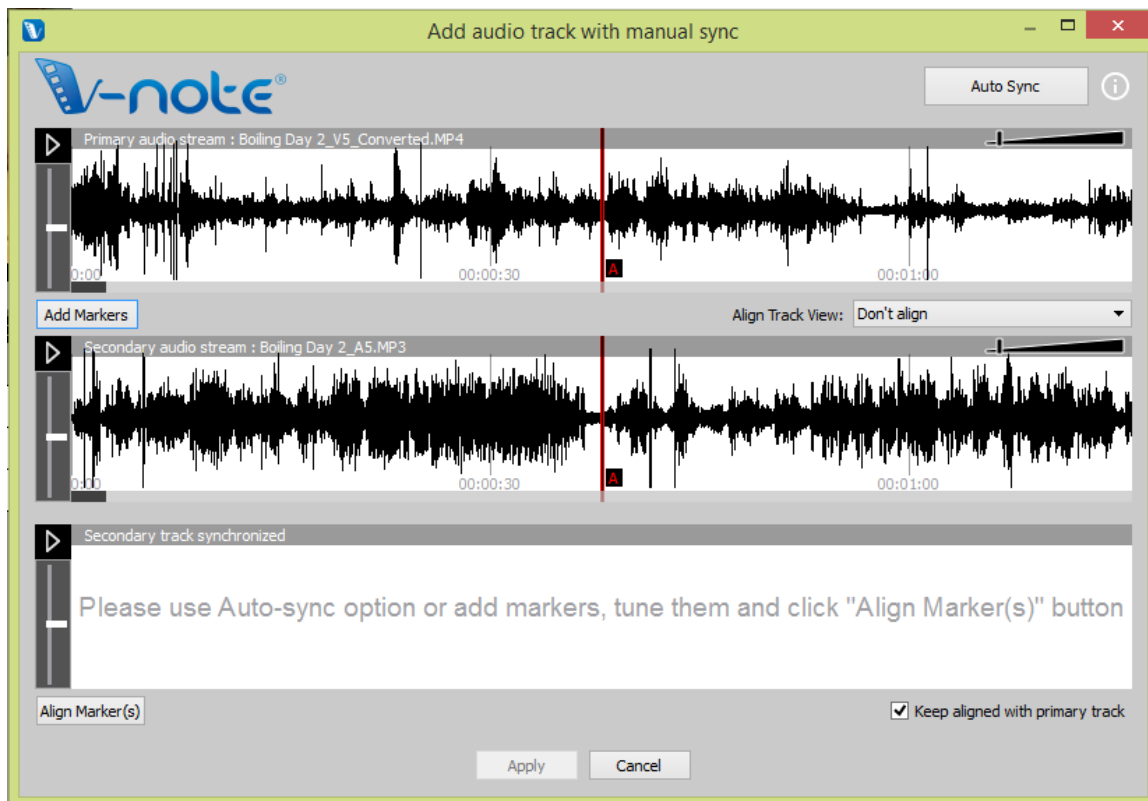 Add audio track with manual sync
V-note®
Auto Sync
Primary audio stream : Boiling Day 2_V5_Converted.MP4
0:00 00:00:30 A 00:01:00
Add Markers
Align Track View: Don't align
Secondary audio stream : Boiling Day 2_A5.MP3
0:00 00:00:30 A 00:01:00
Secondary track synchronized
Please use Auto-sync option or add markers, tune them and click "Align Marker(s)" button
Align Marker(s)
Keep aligned with primary track
Apply Cancel